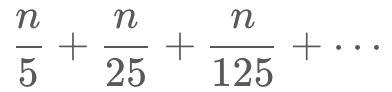 n/5 + n/25 + n/125 + ⋯